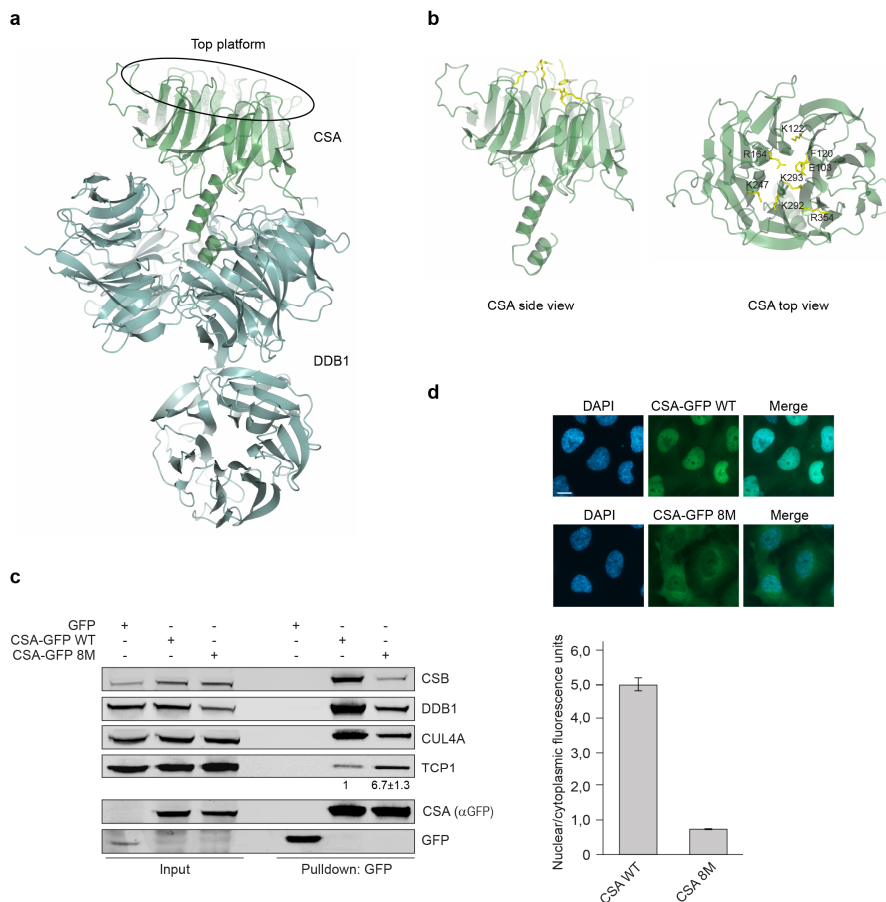 a
Top platform
CSA
DDB1
b
K122
R164
F120
E103
K293
K247
K292
R354
CSA side view
CSA top view
c
GFP + - - + - -
CSA-GFP WT - + - - + -
CSA-GFP 8M - - + - - +
CSB
DDB1
CUL4A
TCP1
1 6.7±1.3
CSA (αGFP)
GFP
Input
Pulldown: GFP
d
DAPI CSA-GFP WT Merge
DAPI CSA-GFP 8M Merge
Nuclear/cytoplasmic fluorescence units
6,0
5,0
4,0
3,0
2,0
1,0
0
CSA WT
CSA 8M